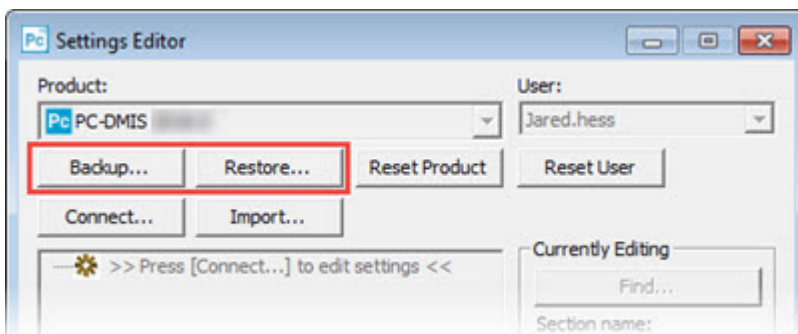 Pc Settings Editor
Product: User:
Pc PC-DMIS Jared.hess
Backup... Restore... Reset Product Reset User
Connect... Import...
Currently Editing
>> Press [Connect...] to edit settings <<
Find...
Section name: